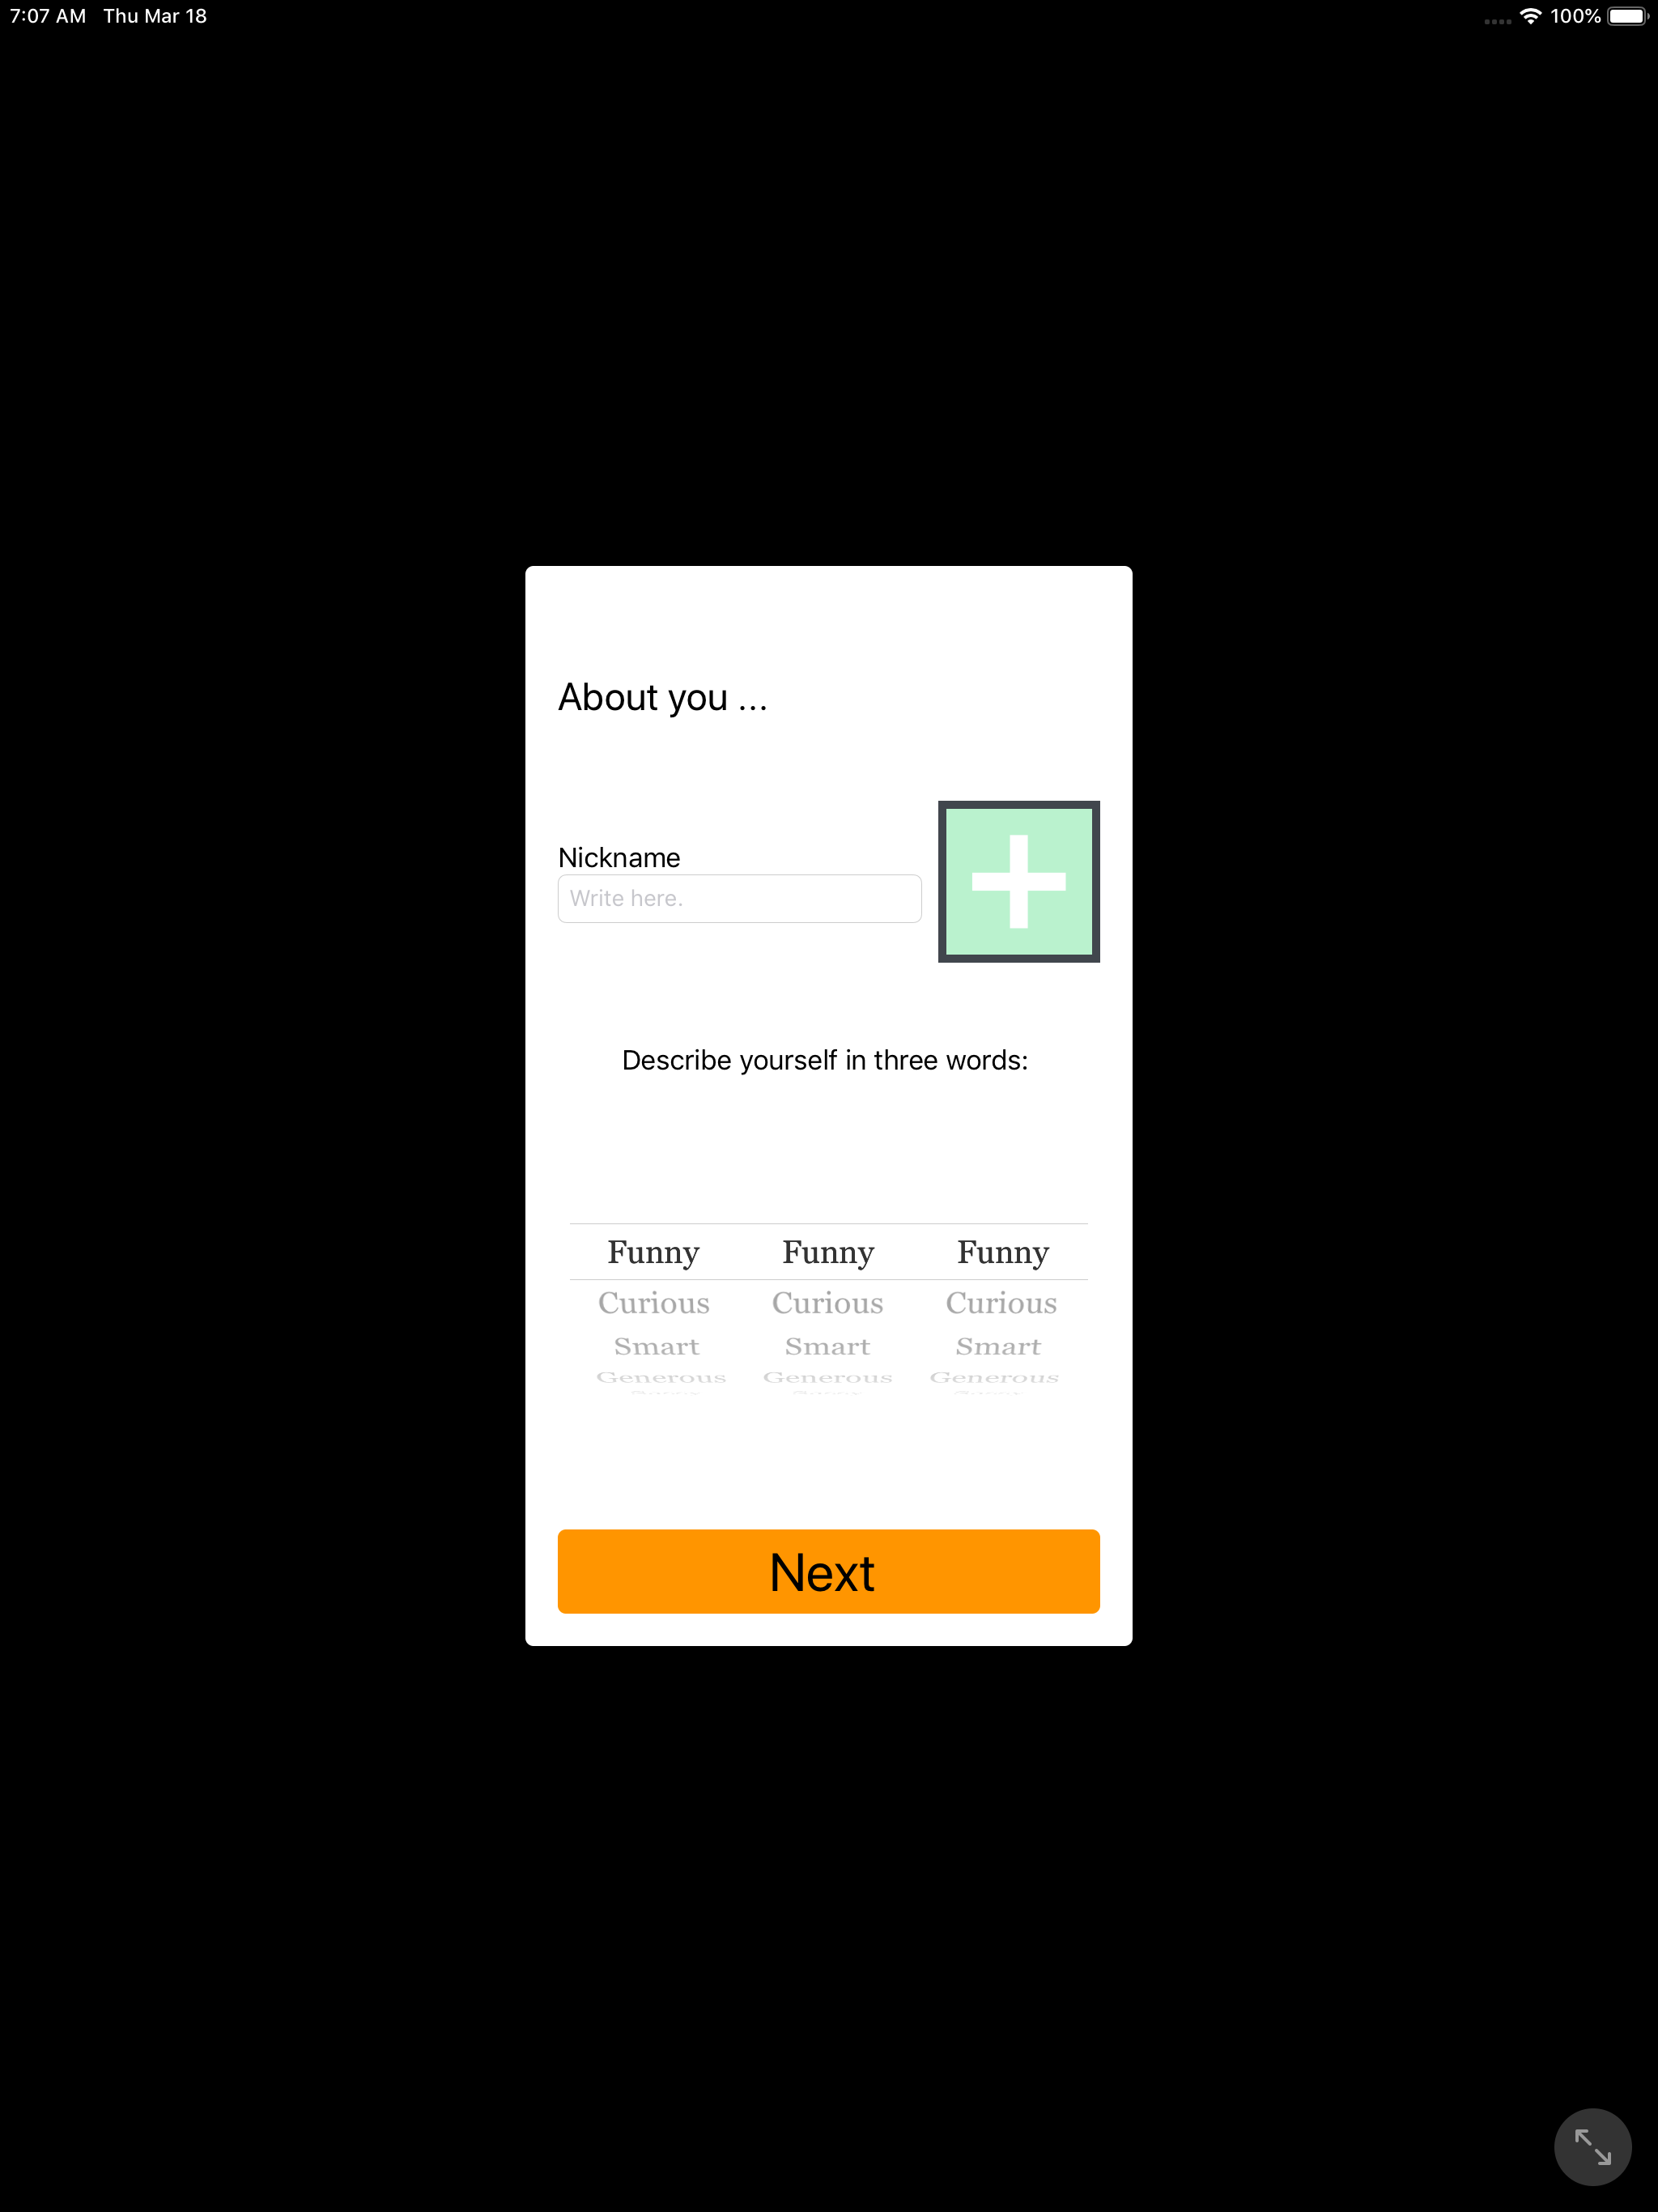 7:07 AM Thu Mar 18 100%
About you ...
Nickname
Write here.
Describe yourself in three words:
Funny Funny Funny
Curious Curious Curious
Smart Smart Smart
Generous Generous Generous
Next